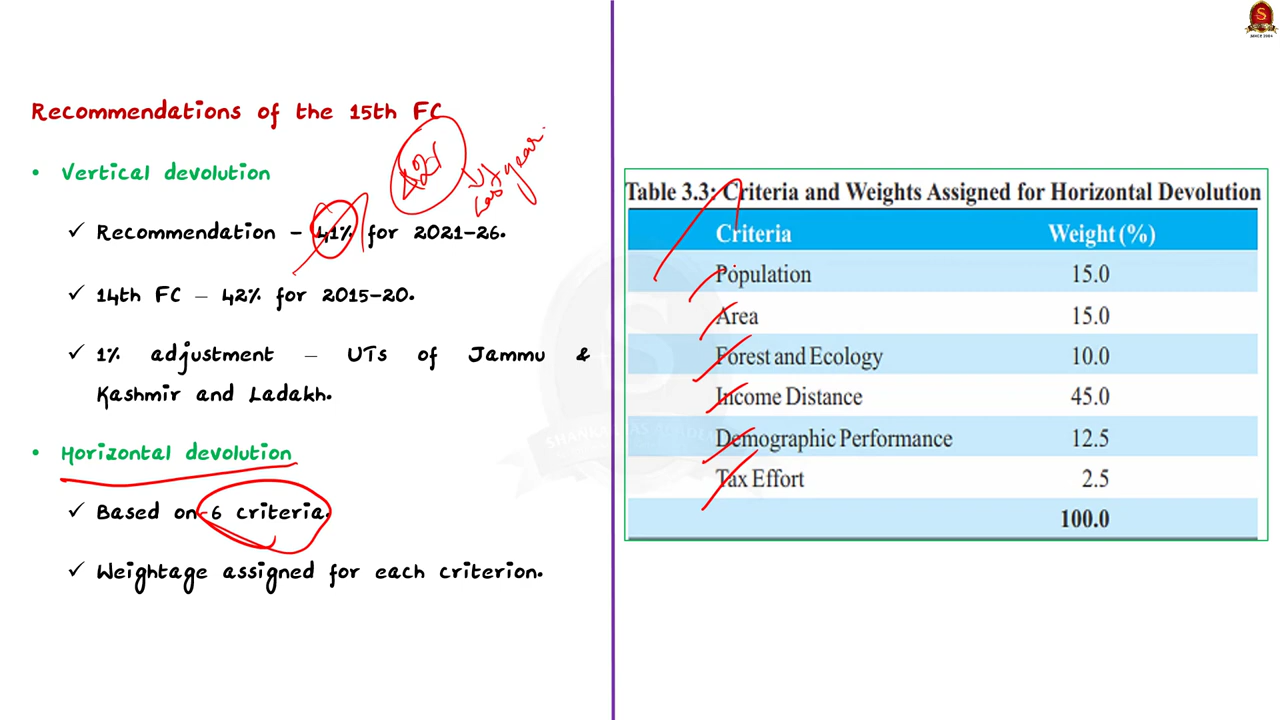 Recommendations of the 15th FC
• Vertical devolution
✓ Recommendation - 41% for 2021-26.
✓ 14th FC – 42% for 2015-20.
✓ 1% adjustment – UTs of Jammu &
Kashmir and Ladakh.
• Horizontal devolution
✓ Based on 6 criteria.
✓ Weightage assigned for each criterion.
year
Table 3.3: Criteria and Weights Assigned for Horizontal Devolution
Criteria Weight (%)
Population 15.0
Area 15.0
Forest and Ecology 10.0
Income Distance 45.0
Demographic Performance 12.5
Tax Effort 2.5
100.0
S
SINCE 2004